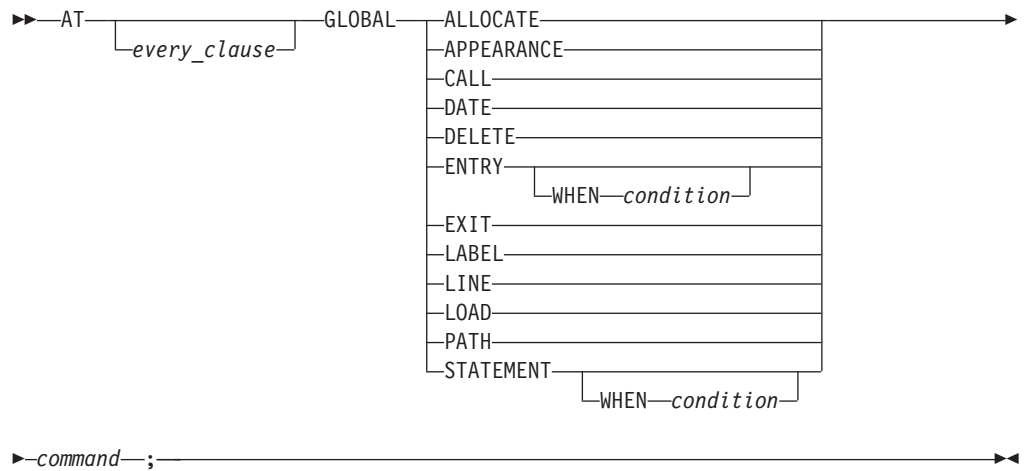 AT every_clause GLOBAL ALLOCATE
APPEARANCE
CALL
DATE
DELETE
ENTRY
WHEN condition
EXIT
LABEL
LINE
LOAD
PATH
STATEMENT
WHEN condition
command ;